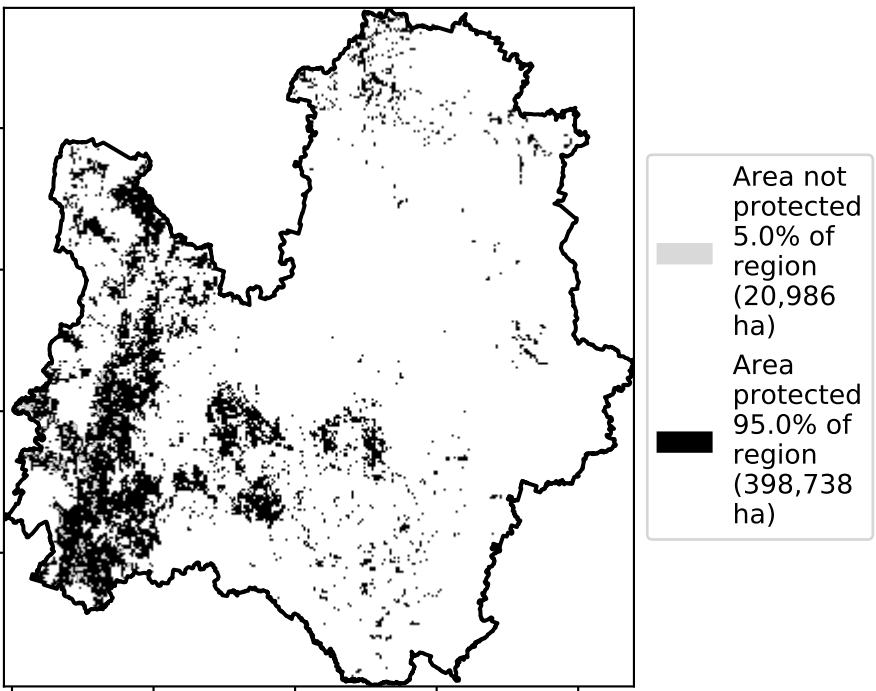 Area not
protected
5.0% of
region
(20,986
ha)
Area
protected
95.0% of
region
(398,738
ha)